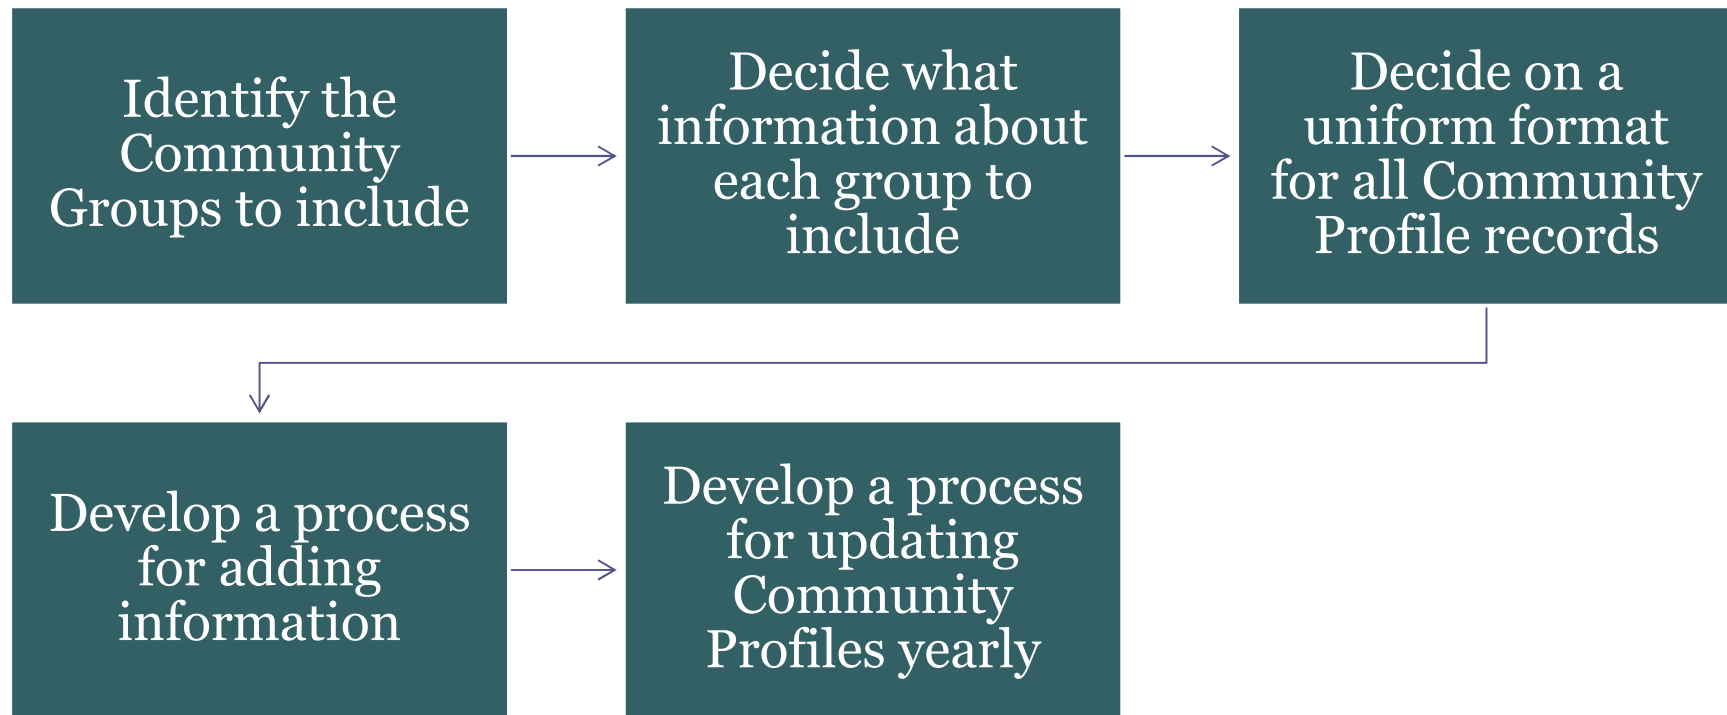 Identify the
Community
Groups to include
Decide what
information about
each group to
include
Decide on a
uniform format
for all Community
Profile records
Develop a process
for adding
information
Develop a process
for updating
Community
Profiles yearly